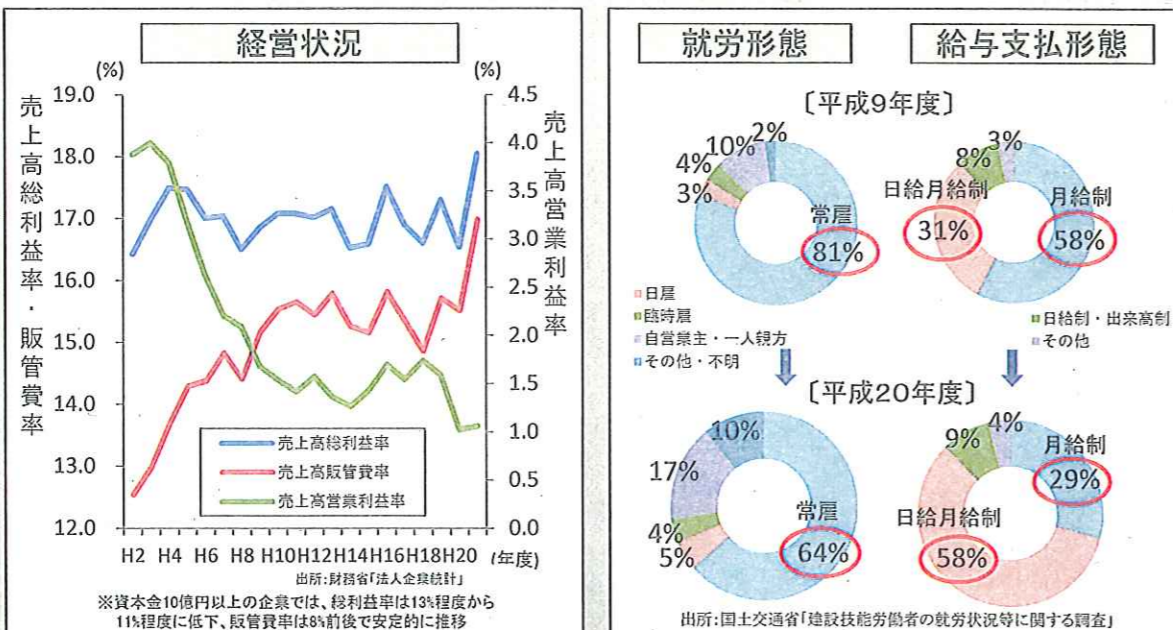 経営状況
(%)
(%)
売上高総利益率・販管費率
19.0
18.0
17.0
16.0
15.0
14.0
13.0
12.0
売上高営業利益率
4.5
4.0
3.5
3.0
2.5
2.0
1.5
1.0
0.5
0.0
売上高総利益率
売上高販管費率
売上高営業利益率
H2 H4 H6 H8 H10 H12 H14 H16 H18 H20 (年度)
出所:財務省「法人企業統計」
※資本金10億円以上の企業では、総利益率は13%程度から
11%程度に低下、販管費率は8%前後で安定的に推移
就労形態
給与支払形態
〔平成9年度〕
2%
10%
4%
3%
常雇
81%
3%
8%
日給月給制
31%
月給制
58%
日雇
臨時雇
自営業主・一人親方
その他・不明
日給制・出来高制
その他
〔平成20年度〕
10%
17%
4%
5%
常雇
64%
4%
9%
月給制
29%
日給月給制
58%
出所:国土交通省「建設技能労働者の就労状況等に関する調査」